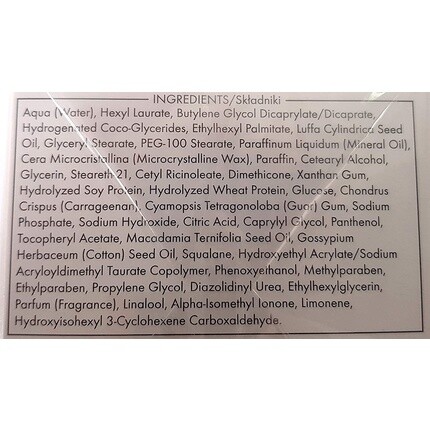 INGREDIENTS/Składniki
Aqua (Water), Hexyl Laurate, Butylene Glycol Dicaprylate/Dicaprate,
Hydrogenated Coco-Glycerides, Ethylhexyl Palmitate, Luffa Cylindrica Seed
Oil, Glyceryl Stearate, PEG-100 Stearate, Paraffinum Liquidum (Mineral Oil),
Cera Microcristallina (Microcrystalline Wax), Paraffin, Cetearyl Alcohol,
Glycerin, Steareth 21, Cetyl Ricinoleate, Dimethicone, Xanthan Gum,
Hydrolyzed Soy Protein, Hydrolyzed Wheat Protein, Glucose, Chondrus
Crispus (Carrageenan), Cyamopsis Tetragonoloba (Guar) Gum, Sodium
Phosphate, Sodium Hydroxide, Citric Acid, Caprylyl Glycol, Panthenol,
Tocopheryl Acetate, Macadamia Ternifolia Seed Oil, Gossypium
Herbaceum (Cotton) Seed Oil, Squalane, Hydroxyethyl Acrylate/Sodium
Acryloyldimethyl Taurate Copolymer, Phenoxyethanol, Methylparaben,
Ethylparaben, Propylene Glycol, Diazolidinyl Urea, Ethylhexylglycerin,
Parfum (Fragrance), Linalool, Alpha-Isomethyl Ionone, Limonene,
Hydroxyisohexyl 3-Cyclohexene Carboxaldehyde.